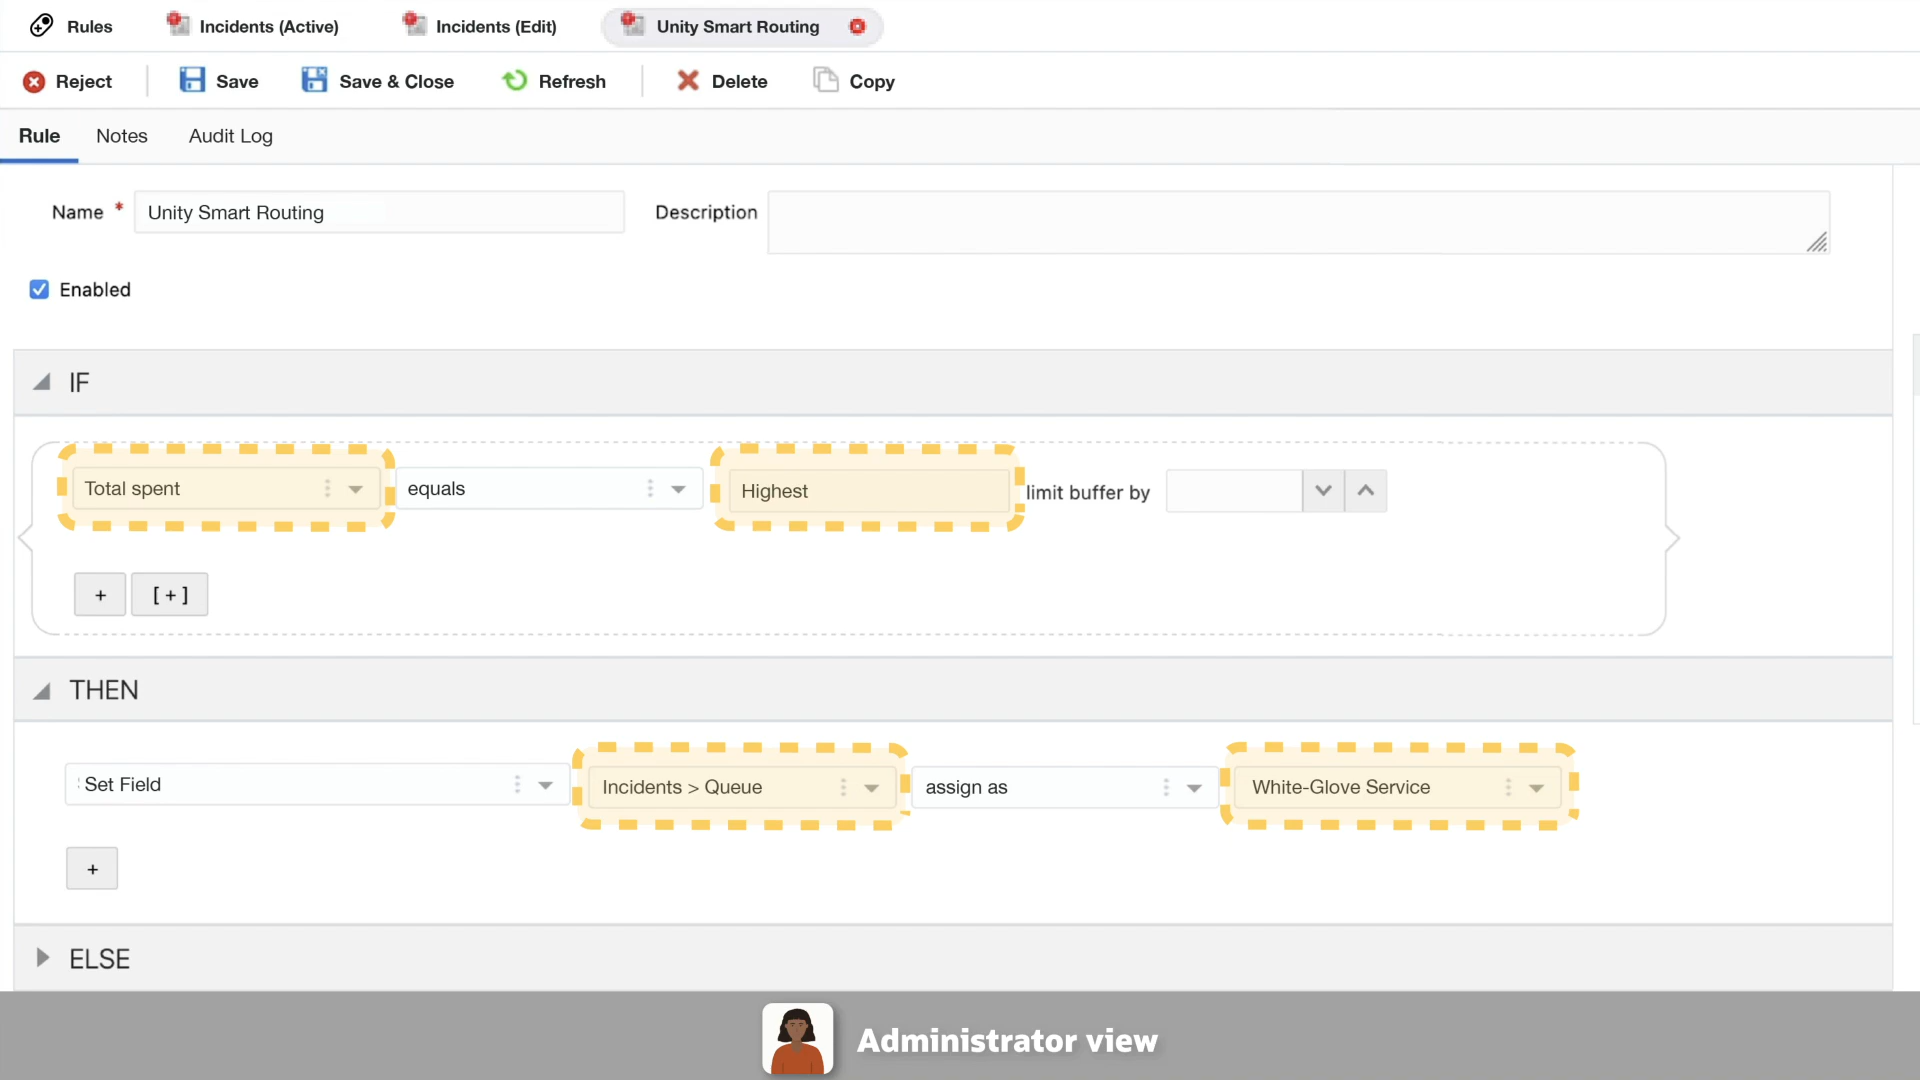 Rules Incidents (Active) Incidents (Edit) Unity Smart Routing
Reject Save Save & Close Refresh Delete Copy
Rule Notes Audit Log
Name * Unity Smart Routing Description
Enabled
IF
Total spent equals Highest limit buffer by
+ [ + ]
THEN
Set Field Incidents > Queue assign as White-Glove Service
+
ELSE
Administrator view